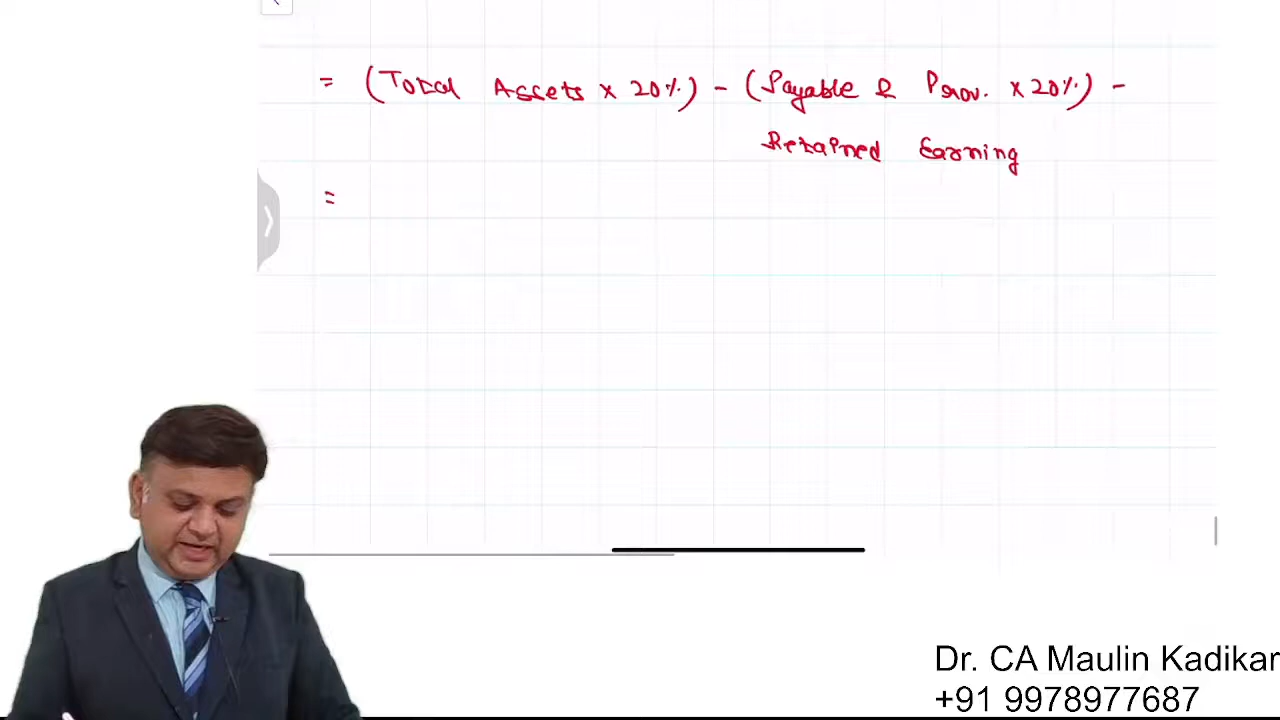 = (Total Assets x 20%) - (Payable & Prov. x 20%) -
Retained Earning
=
Dr. CA Maulin Kadikar
+91 9978977687